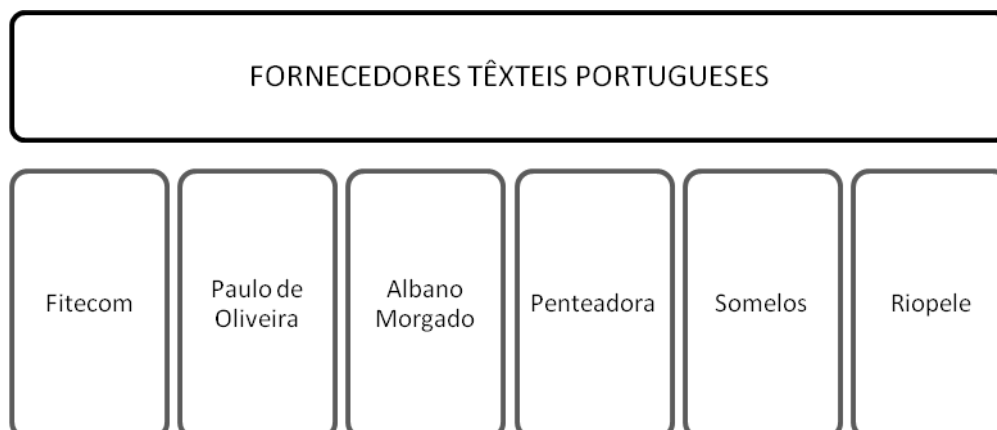 FORNECEDORES TÊXTEIS PORTUGUESES
Fitecom
Paulo de
Oliveira
Albano
Morgado
Penteadora
Somelos
Riopele